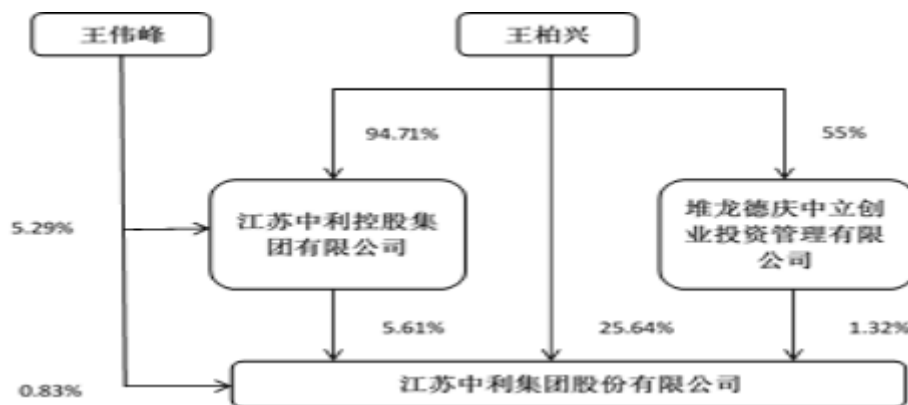 王伟峰
王柏兴
94.71%
55%
江苏中利控股集
团有限公司
堆龙德庆中立创
业投资管理有限
公司
5.29%
5.61%
25.64%
1.32%
0.83%
江苏中利集团股份有限公司